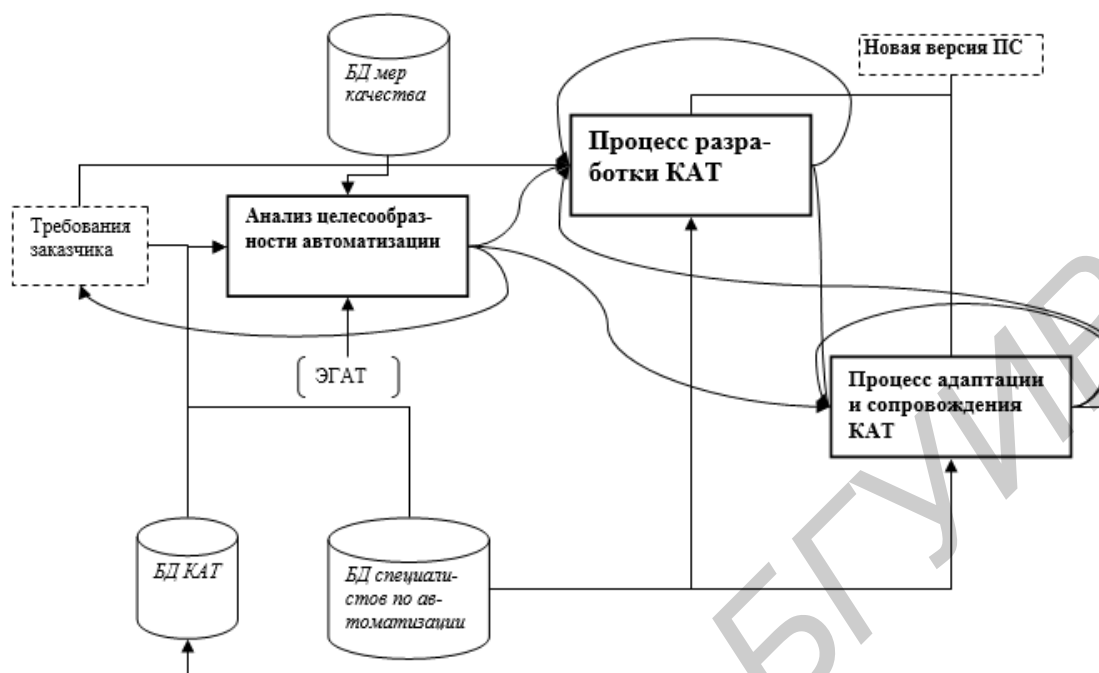 БД мер
качества
Новая версия ПС
Процесс разра-
ботки КАТ
Требования
заказчика
Анализ целесообраз-
ности автоматизации
ЭГАТ
Процесс адаптации
и сопровождения
КАТ
БД КАТ
БД специали-
стов по ав-
томатизации
БГУИР